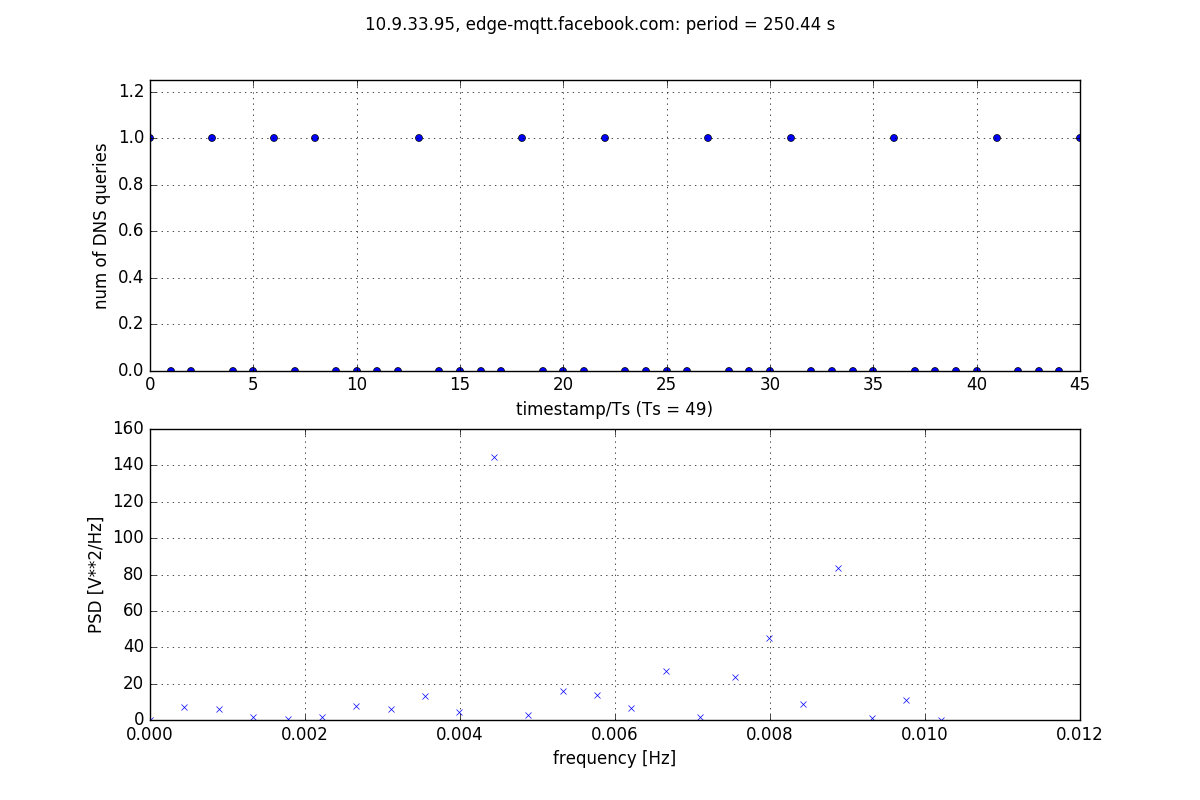 10.9.33.95, edge-mqtt.facebook.com: period = 250.44 s
1.2
1.0
0.8
0.6
0.4
0.2
0.0
num of DNS queries
0 5 10 15 20 25 30 35 40 45
timestamp/Ts (Ts = 49)
160
140
120
100
80
60
40
20
0
PSD [V**2/Hz]
0.000 0.002 0.004 0.006 0.008 0.010 0.012
frequency [Hz]